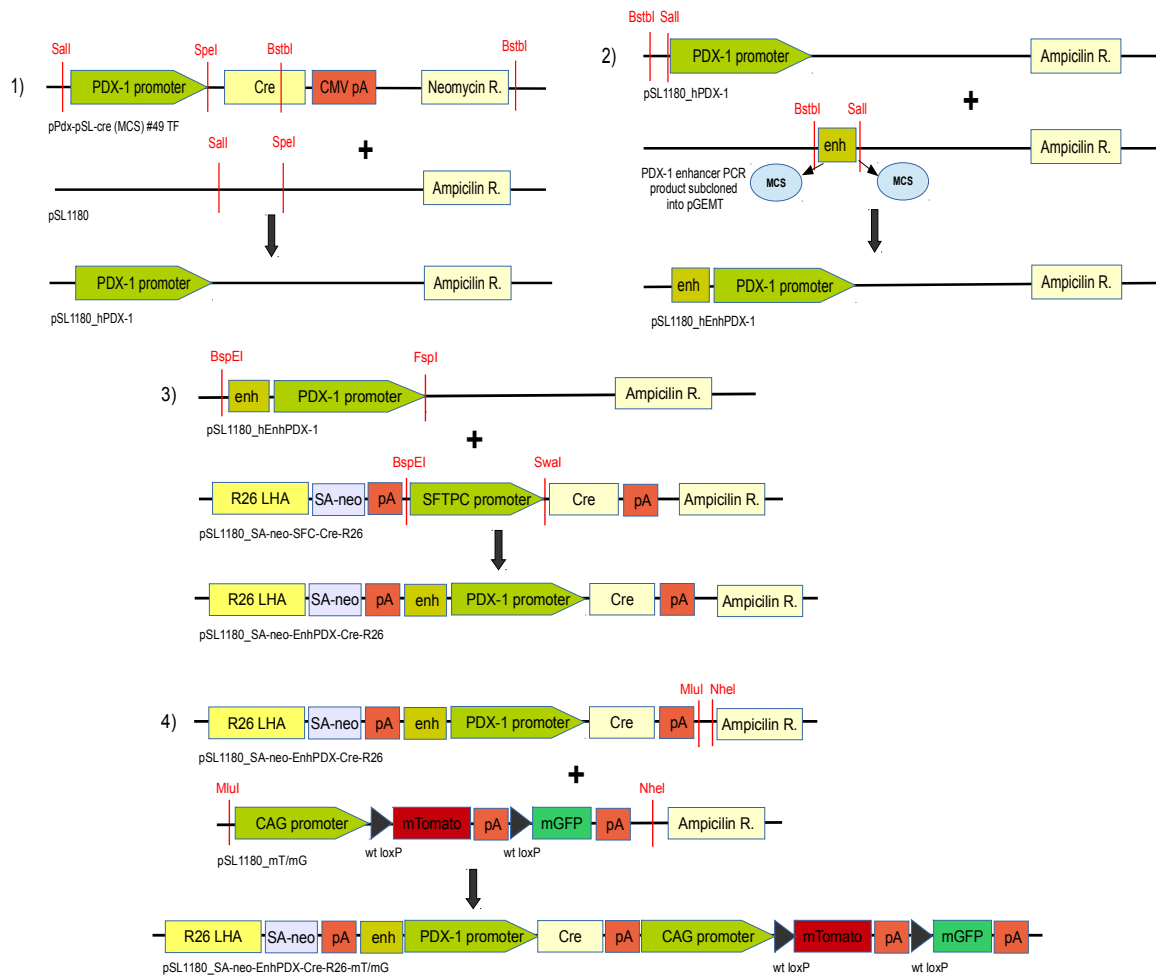 1)
SalI
SpeI
BstbI
BstbI
PDX-1 promoter
Cre
CMV pA
Neomycin R.
pPdx-pSL-cre (MCS) #49 TF
+
SalI
SpeI
Ampicilin R.
pSL1180
PDX-1 promoter
Ampicilin R.
pSL1180_hPDX-1
2)
BstbI
SalI
PDX-1 promoter
Ampicilin R.
pSL1180_hPDX-1
+
BstbI
SalI
enh
Ampicilin R.
PDX-1 enhancer PCR
product subcloned
into pGEMT
MCS
MCS
enh
PDX-1 promoter
Ampicilin R.
pSL1180_hEnhPDX-1
3)
BspEI
FspI
enh
PDX-1 promoter
Ampicilin R.
pSL1180_hEnhPDX-1
+
BspEI
SwaI
R26 LHA
SA-neo
pA
SFTPC promoter
Cre
pA
Ampicilin R.
pSL1180_SA-neo-SFC-Cre-R26
R26 LHA
SA-neo
pA
enh
PDX-1 promoter
Cre
pA
Ampicilin R.
pSL1180_SA-neo-EnhPDX-Cre-R26
4)
MluI
NheI
R26 LHA
SA-neo
pA
enh
PDX-1 promoter
Cre
pA
Ampicilin R.
pSL1180_SA-neo-EnhPDX-Cre-R26
+
MluI
NheI
CAG promoter
mTomato
pA
mGFP
pA
Ampicilin R.
wt loxP
wt loxP
pSL1180_mT/mG
R26 LHA
SA-neo
pA
enh
PDX-1 promoter
Cre
pA
CAG promoter
mTomato
pA
mGFP
pA
wt loxP
wt loxP
pSL1180_SA-neo-EnhPDX-Cre-R26-mT/mG